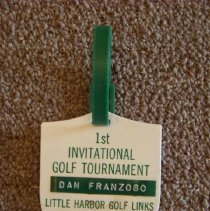 1st
INVITATIONAL
GOLF TOURNAMENT
DAN FRANZOSO
LITTLE HARBOR GOLF LINKS